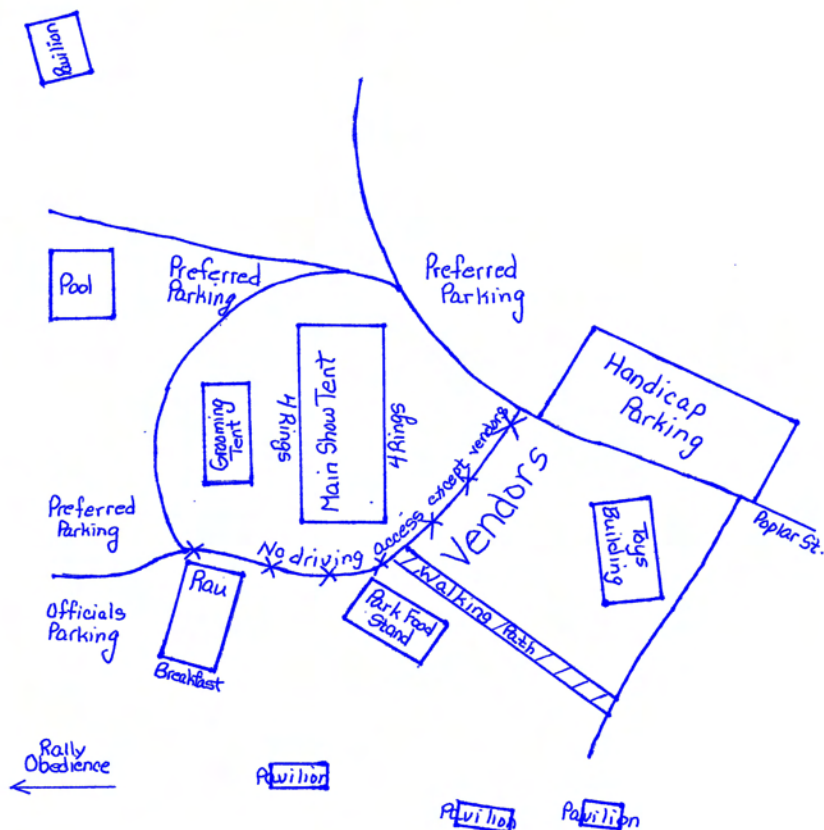 Pavilion
Preferred
Parking
Preferred
Parking
Pool
Handicap
Parking
Grooming
Tent
4 Rings
Main Show Tent
4 Rings
No driving access except vendors
Vendors
Toys
Building
Poplar St.
Preferred
Parking
Officials
Parking
Rau
Breakfast
Park Food
Stand
Walking Path
Rally
Obedience
Pavilion
Pavilion
Pavilion